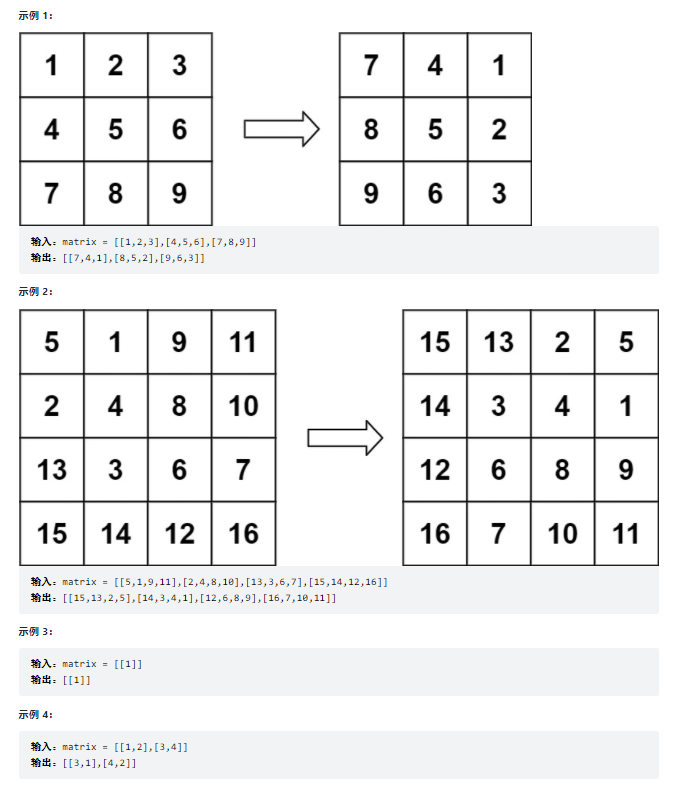 示例 1：
1 2 3 7 4 1
4 5 6 8 5 2
7 8 9 9 6 3
输入：matrix = [[1,2,3],[4,5,6],[7,8,9]]
输出：[[7,4,1],[8,5,2],[9,6,3]]
示例 2：
5 1 9 11 15 13 2 5
2 4 8 10 14 3 4 1
13 3 6 7 12 6 8 9
15 14 12 16 16 7 10 11
输入：matrix = [[5,1,9,11],[2,4,8,10],[13,3,6,7],[15,14,12,16]]
输出：[[15,13,2,5],[14,3,4,1],[12,6,8,9],[16,7,10,11]]
示例 3：
输入：matrix = [[1]]
输出：[[1]]
示例 4：
输入：matrix = [[1,2],[3,4]]
输出：[[3,1],[4,2]]